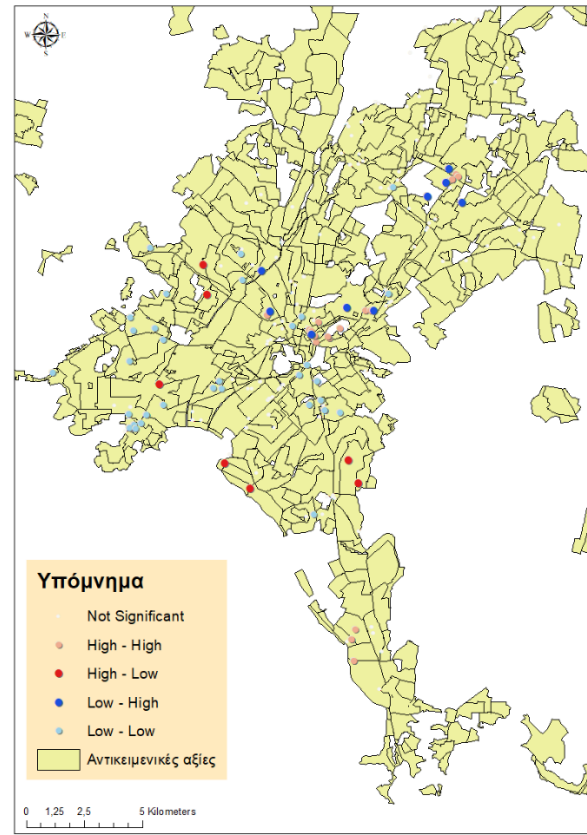 N
W E
S
Υπόμνημα
Not Significant
High - High
High - Low
Low - High
Low - Low
Αντικειμενικές αξίες
0 1,25 2,5 5 Kilometers